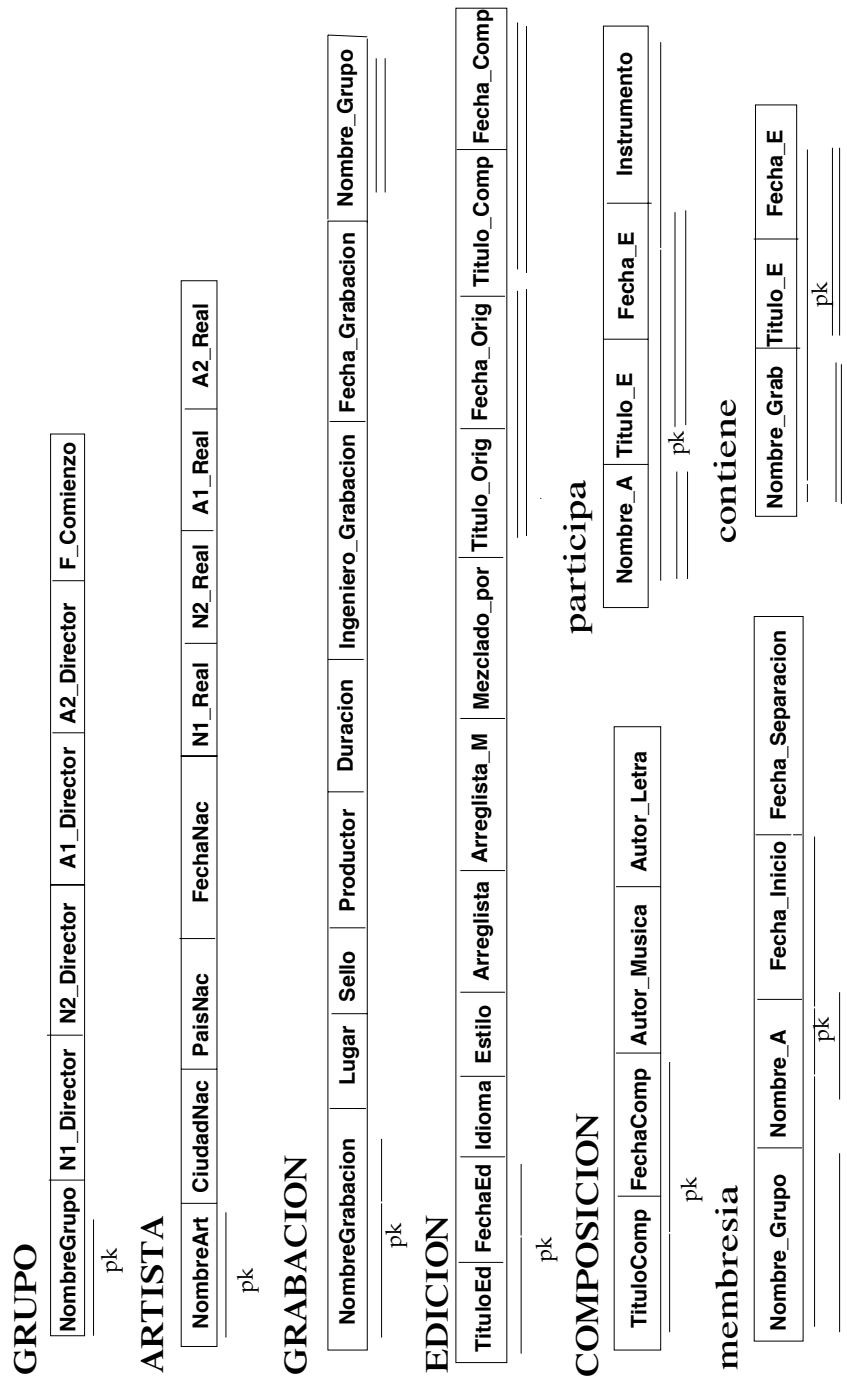 GRUPO
NombreGrupo N1_Director N2_Director A1_Director A2_Director F_Comienzo
pk
ARTISTA
NombreArt CiudadNac PaisNac FechaNac N1_Real N2_Real A1_Real A2_Real
pk
GRABACION
NombreGrabacion Lugar Sello Productor Duracion Ingeniero_Grabacion Fecha_Grabacion Nombre_Grupo
pk
EDICION
TituloEd FechaEd Idioma Estilo Arreglista Arreglista_M Mezclado_por Titulo_Orig Fecha_Orig Titulo_Comp Fecha_Comp
pk
COMPOSICION
TituloComp FechaComp Autor_Musica Autor_Letra
pk
participa
Nombre_A Titulo_E Fecha_E Instrumento
pk
membresia
Nombre_Grupo Nombre_A Fecha_Inicio Fecha_Separacion
pk
contiene
Nombre_Grab Titulo_E Fecha_E
pk